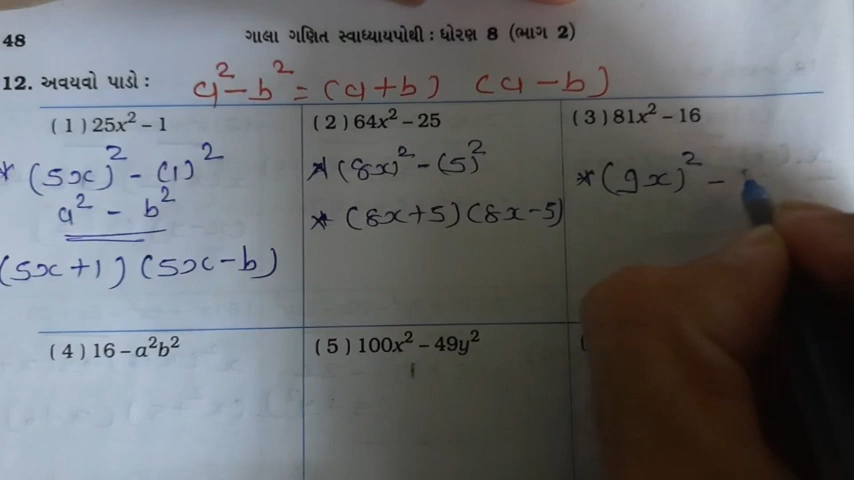 48
ગાલા ગણિત સ્વાધ્યાયપોથી : ધોરણ 8 (ભાગ 2)
12. અવયવો પાડો :
a² - b² = (a+b) (a-b)
(1) 25x² - 1
* (5x)² - (1)²
a² - b²
(5x+1) (5x-b)
(2) 64x² - 25
* (8x)² - (5)²
* (8x+5) (8x-5)
(3) 81x² - 16
* (9x)² -
(4) 16 - a²b²
(5) 100x² - 49y²